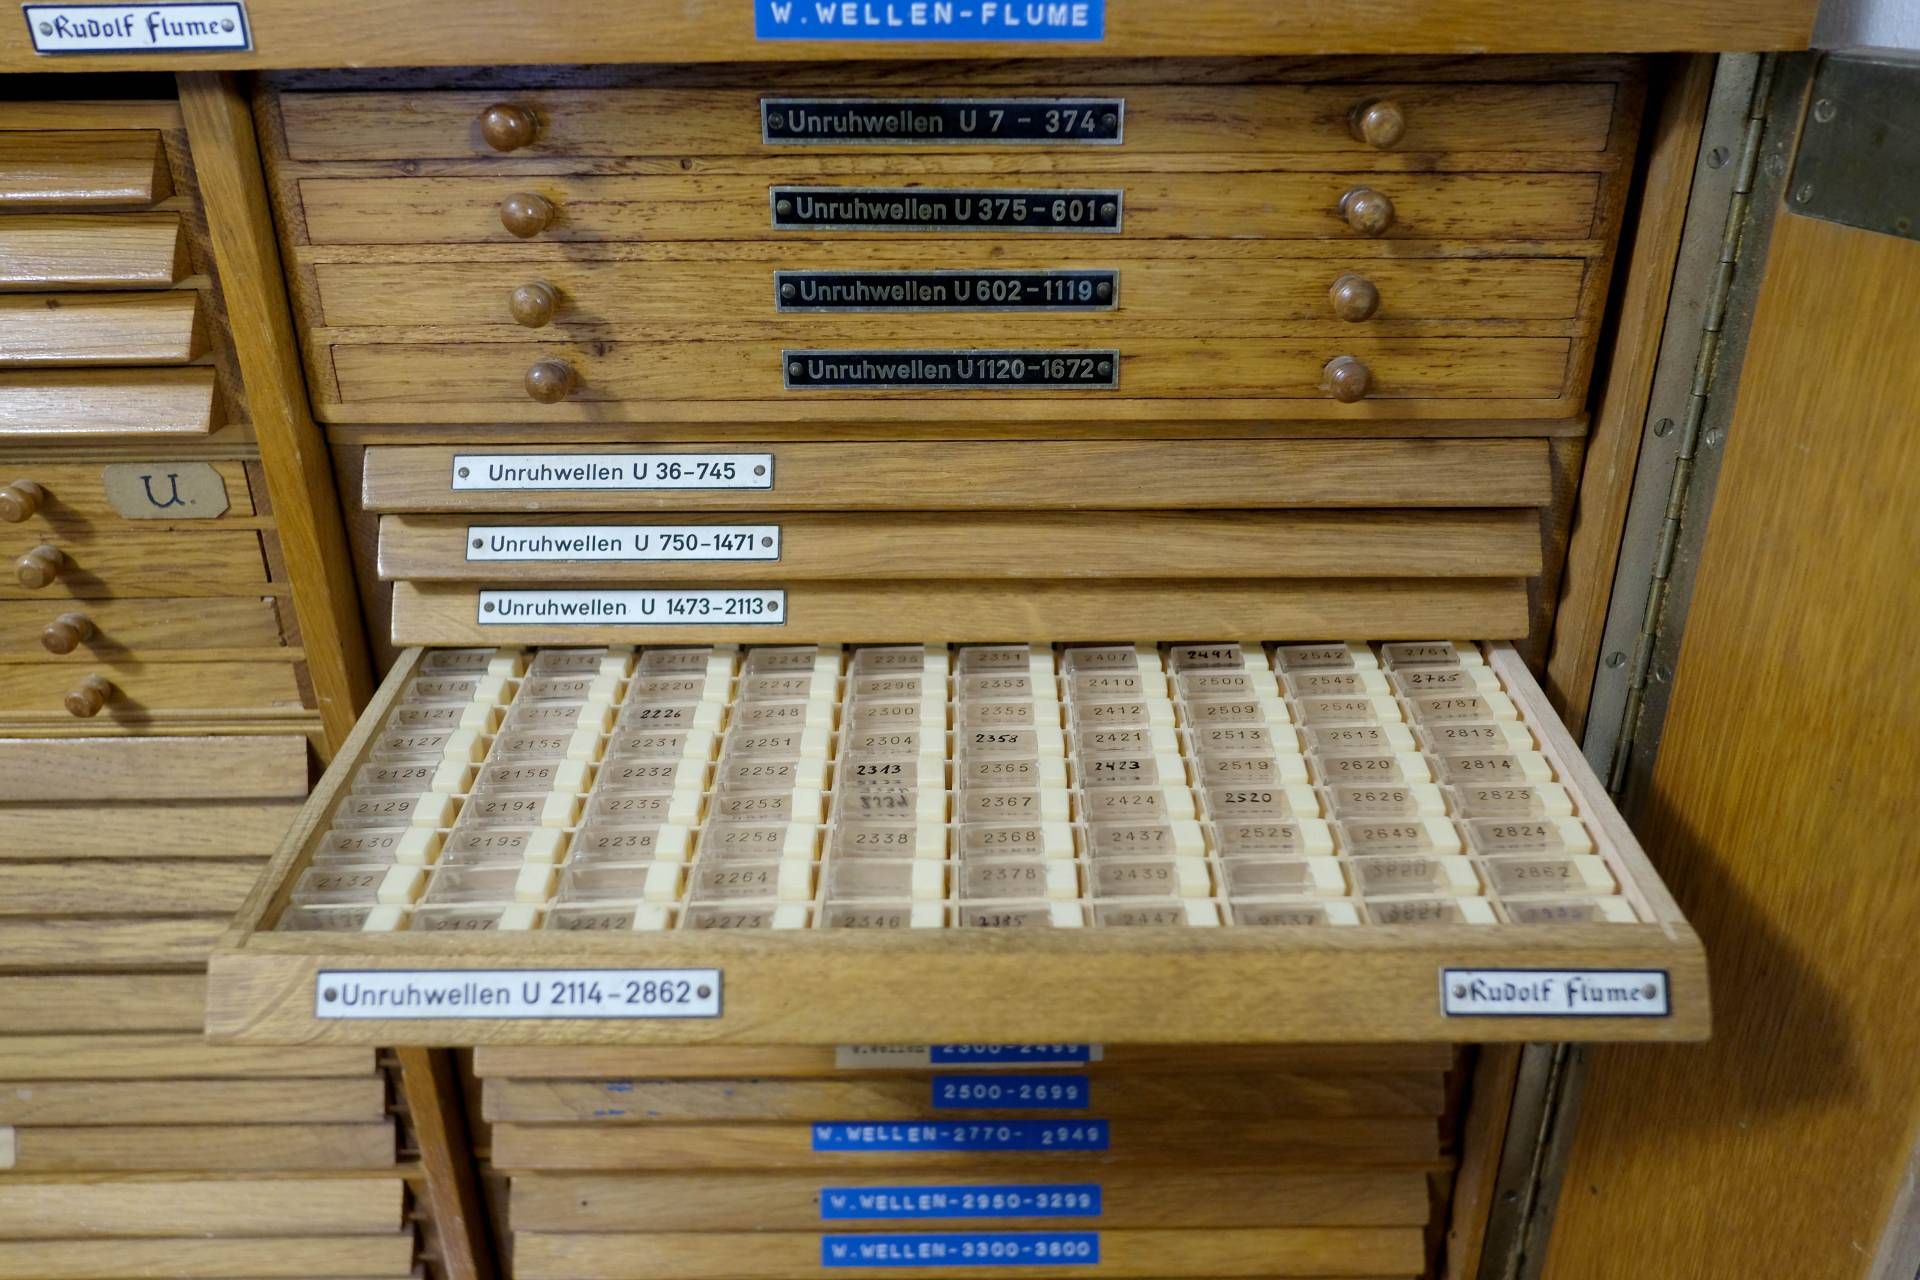 Rudolf Flume
W.WELLEN-FLUME
Unruhwellen U 7 - 374
Unruhwellen U 375-601
Unruhwellen U 602-1119
Unruhwellen U 1120-1672
U.
Unruhwellen U 36-745
Unruhwellen U 750-1471
Unruhwellen U 1473-2113
2114 2134 2218 2243 2295 2351 2407 2491 2542 2761
2118 2150 2220 2247 2296 2353 2410 2500 2545 2785
2121 2152 2226 2248 2300 2355 2412 2509 2546 2787
2127 2155 2231 2251 2304 2358 2421 2513 2613 2813
2128 2156 2232 2252 2313 2365 2423 2519 2620 2814
2129 2194 2235 2253 2367 2424 2520 2626 2823
2130 2195 2238 2258 2338 2368 2437 2525 2649 2824
2132 2264 2378 2439 2862
2197 2242 2273 2346 2385 2447 2537
Unruhwellen U 2114-2862
Rudolf Flume
W.Wellen 2300-2499
2500-2699
W.WELLEN-2770- 2949
W.WELLEN-2950-3299
W.WELLEN-3300-3600